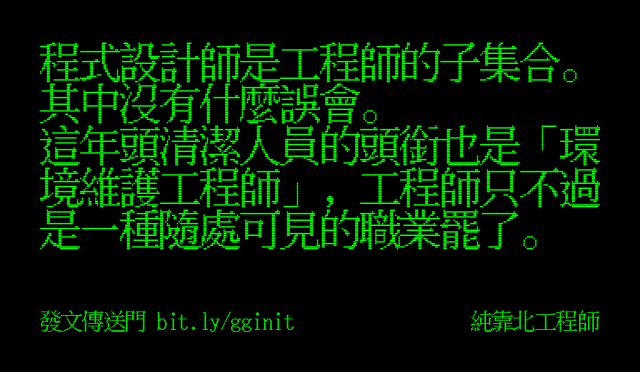 程式設計師是工程師的子集合。
其中沒有什麼誤會。
這年頭清潔人員的頭銜也是「環
境維護工程師」，工程師只不過
是一種隨處可見的職業罷了。
發文傳送門 bit.ly/gginit
純靠北工程師